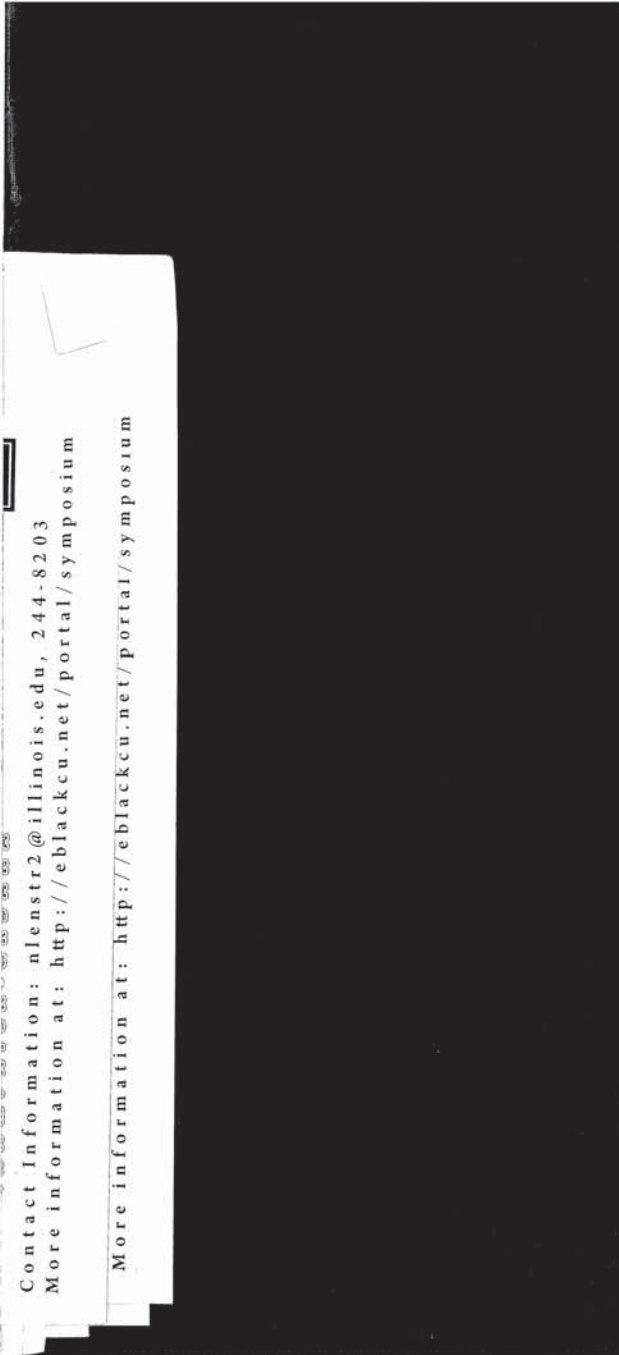 Contact Information: nlenstr2@illinois.edu, 244-8203
More information at: http://eblackcu.net/portal/symposium
More information at: http://eblackcu.net/portal/symposium